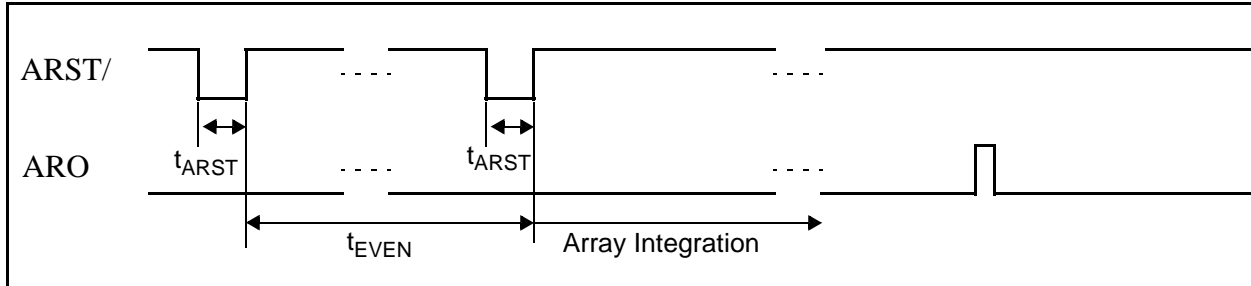 ARST/
tARST
tARST
ARO
tEVEN
Array Integration